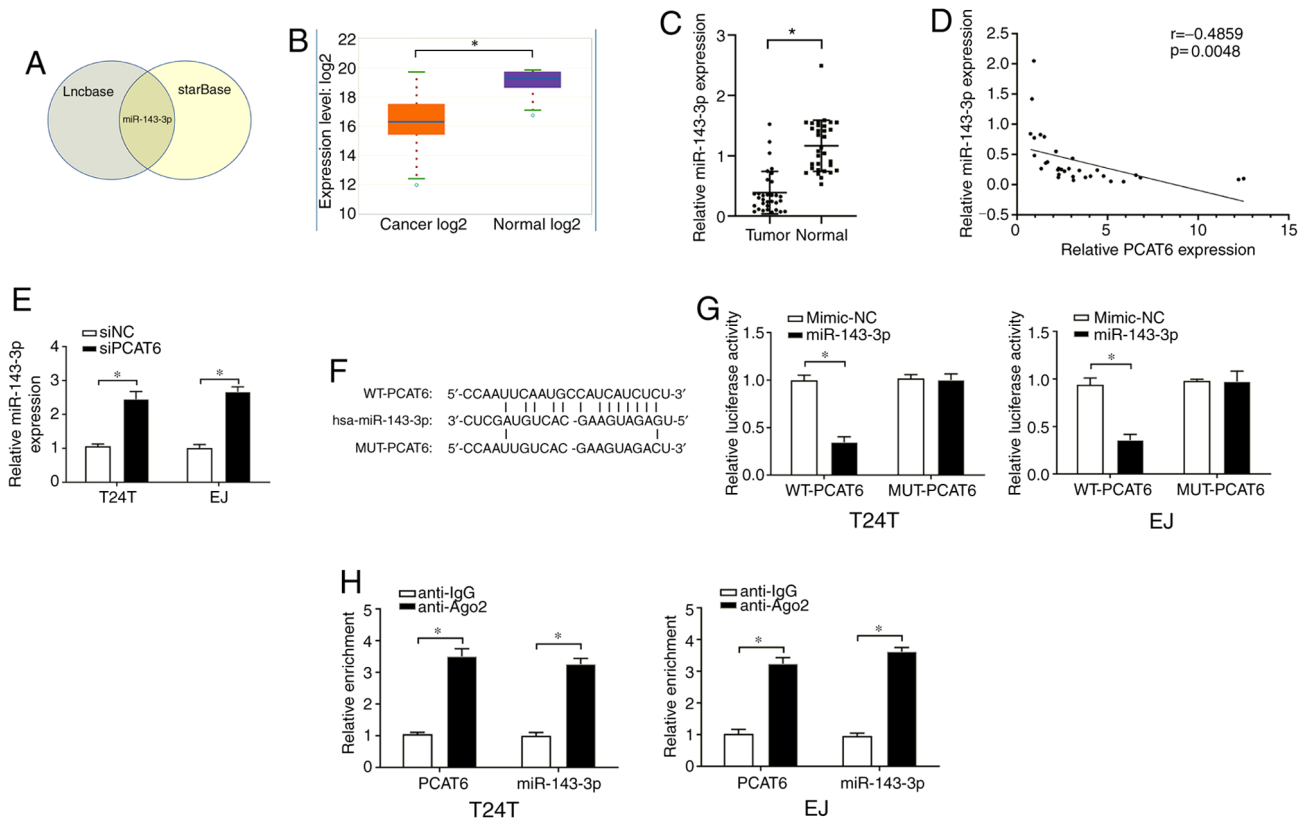 A
Lncbase
starBase
miR-143-3p
B
Expression level: log2
22
20
18
16
14
12
10
*
Cancer log2
Normal log2
C
Relative miR-143-3p expression
3
2
1
0
*
Tumor Normal
D
Relative miR-143-3p expression
2.5
2.0
1.5
1.0
0.5
0.0
−0.5
r=−0.4859
p=0.0048
0 5 10 15
Relative PCAT6 expression
E
siNC
siPCAT6
Relative miR-143-3p
expression
4
3
2
1
0
* *
T24T EJ
F
WT-PCAT6: 5′-CCAAUUCAAUGCCAUCAUCUCU-3′
hsa-miR-143-3p: 3′-CUCGAUGUCAC -GAAGUAGAGU-5′
MUT-PCAT6: 5′-CCAAUUGUCAC -GAAGUAGACU-3′
G
Mimic-NC
miR-143-3p
Relative luciferase activity
1.5
1.0
0.5
0.0
*
WT-PCAT6 MUT-PCAT6
T24T
Mimic-NC
miR-143-3p
Relative luciferase activity
1.5
1.0
0.5
0.0
*
WT-PCAT6 MUT-PCAT6
EJ
H
anti-IgG
anti-Ago2
Relative enrichment
5
4
3
2
1
0
* *
PCAT6 miR-143-3p
T24T
anti-IgG
anti-Ago2
Relative enrichment
5
4
3
2
1
0
* *
PCAT6 miR-143-3p
EJ